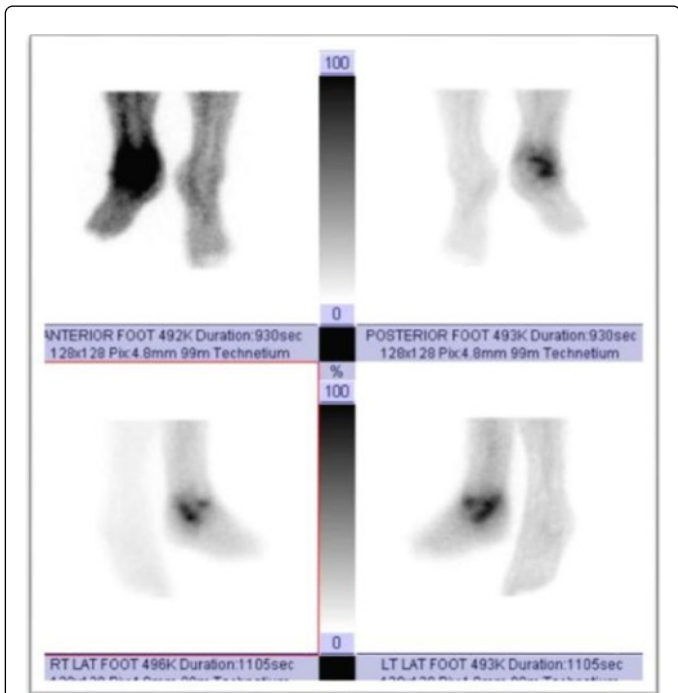 100
0
ANTERIOR FOOT 492K Duration:930sec
128x128 Pix:4.8mm 99m Technetium
POSTERIOR FOOT 493K Duration:930sec
128x128 Pix:4.8mm 99m Technetium
%
100
0
RT LAT FOOT 496K Duration:1105sec
LT LAT FOOT 493K Duration:1105sec